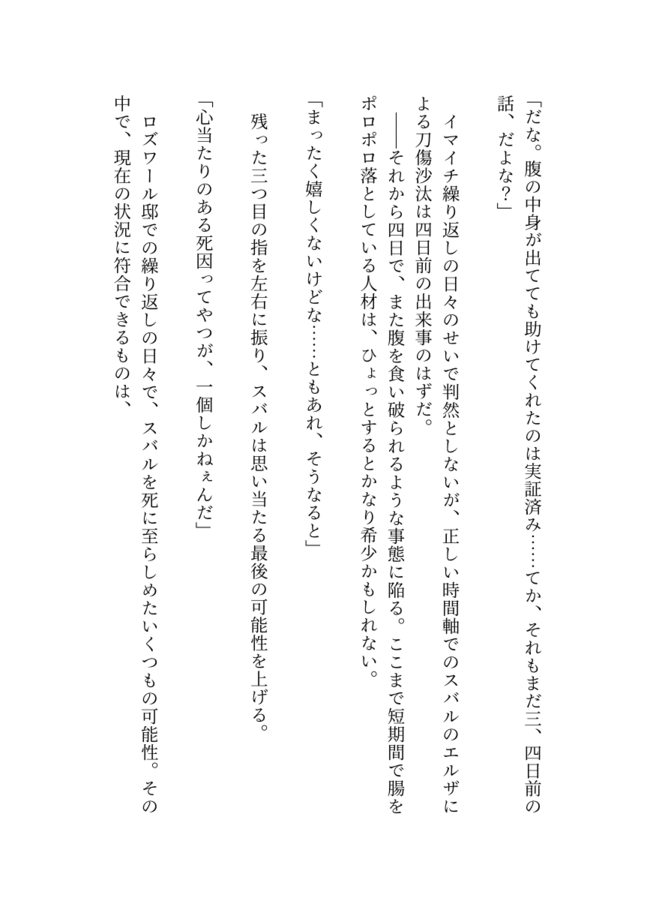 「だな。腹の中身が出てても助けてくれたのは実証済み……てか、それもまだ三、四日前の
話、だよな?」
イマイチ繰り返しの日々のせいで判然としないが、正しい時間軸でのスバルのエルザに
よる刀傷沙汰は四日前の出来事のはずだ。
――それから四日で、また腹を食い破られるような事態に陥る。ここまで短期間で腸を
ポロポロ落としている人材は、ひょっとするとかなり希少かもしれない。
「まったく嬉しくないけどな……ともあれ、そうなると」
残った三つ目の指を左右に振り、スバルは思い当たる最後の可能性を上げる。
「心当たりのある死因ってやつが、一個しかねぇんだ」
ロズワール邸での繰り返しの日々で、スバルを死に至らしめたいくつもの可能性。その
中で、現在の状況に符合できるものは、